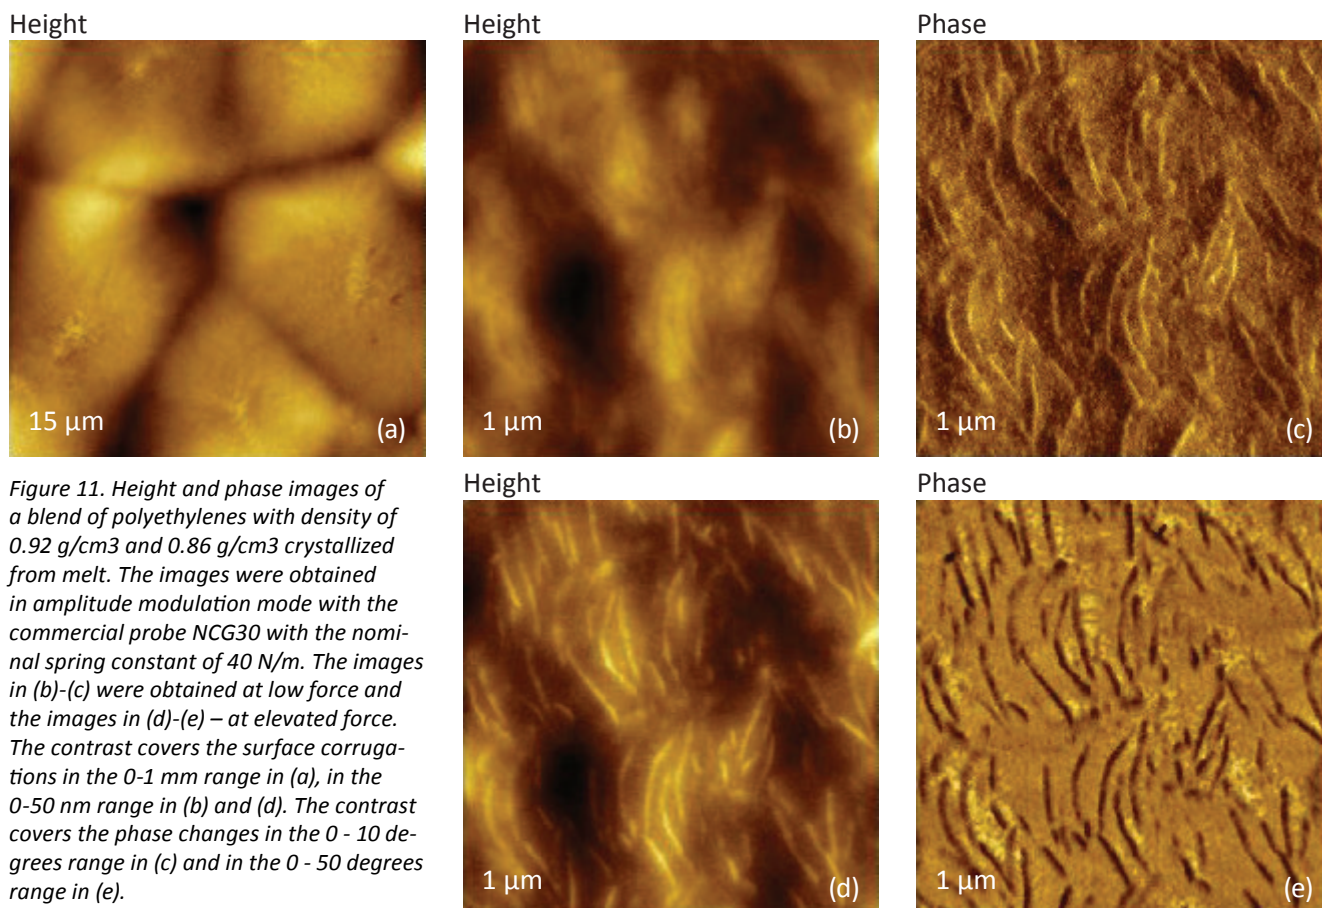 Height
Height
Phase
15 µm
(a)
1 µm
(b)
1 µm
(c)
Figure 11. Height and phase images of
a blend of polyethylenes with density of
0.92 g/cm3 and 0.86 g/cm3 crystallized
from melt. The images were obtained
in amplitude modulation mode with the
commercial probe NCG30 with the nomi-
nal spring constant of 40 N/m. The images
in (b)-(c) were obtained at low force and
the images in (d)-(e) – at elevated force.
The contrast covers the surface corruga-
tions in the 0-1 mm range in (a), in the
0-50 nm range in (b) and (d). The contrast
covers the phase changes in the 0 - 10 de-
grees range in (c) and in the 0 - 50 degrees
range in (e).
Height
Phase
1 µm
(d)
1 µm
(e)